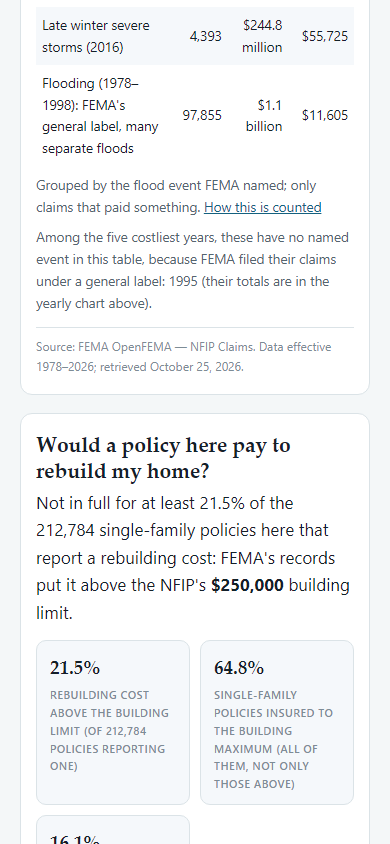 Late winter severe storms (2016) 4,393 $244.8 million $55,725
Flooding (1978–1998): FEMA's general label, many separate floods 97,855 $1.1 billion $11,605
Grouped by the flood event FEMA named; only
claims that paid something. How this is counted
Among the five costliest years, these have no named
event in this table, because FEMA filed their claims
under a general label: 1995 (their totals are in the
yearly chart above).
Source: FEMA OpenFEMA — NFIP Claims. Data effective
1978–2026; retrieved October 25, 2026.
Would a policy here pay to
rebuild my home?
Not in full for at least 21.5% of the
212,784 single-family policies here that
report a rebuilding cost: FEMA's records
put it above the NFIP's $250,000 building
limit.
21.5%
REBUILDING COST
ABOVE THE BUILDING
LIMIT (OF 212,784
POLICIES REPORTING
ONE)
64.8%
SINGLE-FAMILY
POLICIES INSURED TO
THE BUILDING
MAXIMUM (ALL OF
THEM, NOT ONLY
THOSE ABOVE)
16.1%